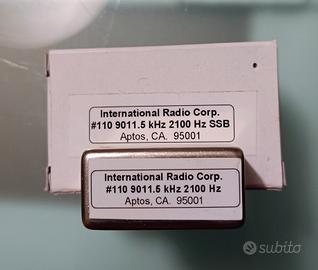 International Radio Corp.
#110 9011.5 kHz 2100 Hz SSB
Aptos, CA. 95001
International Radio Corp.
#110 9011.5 kHz 2100 Hz
Aptos, CA. 95001
subito